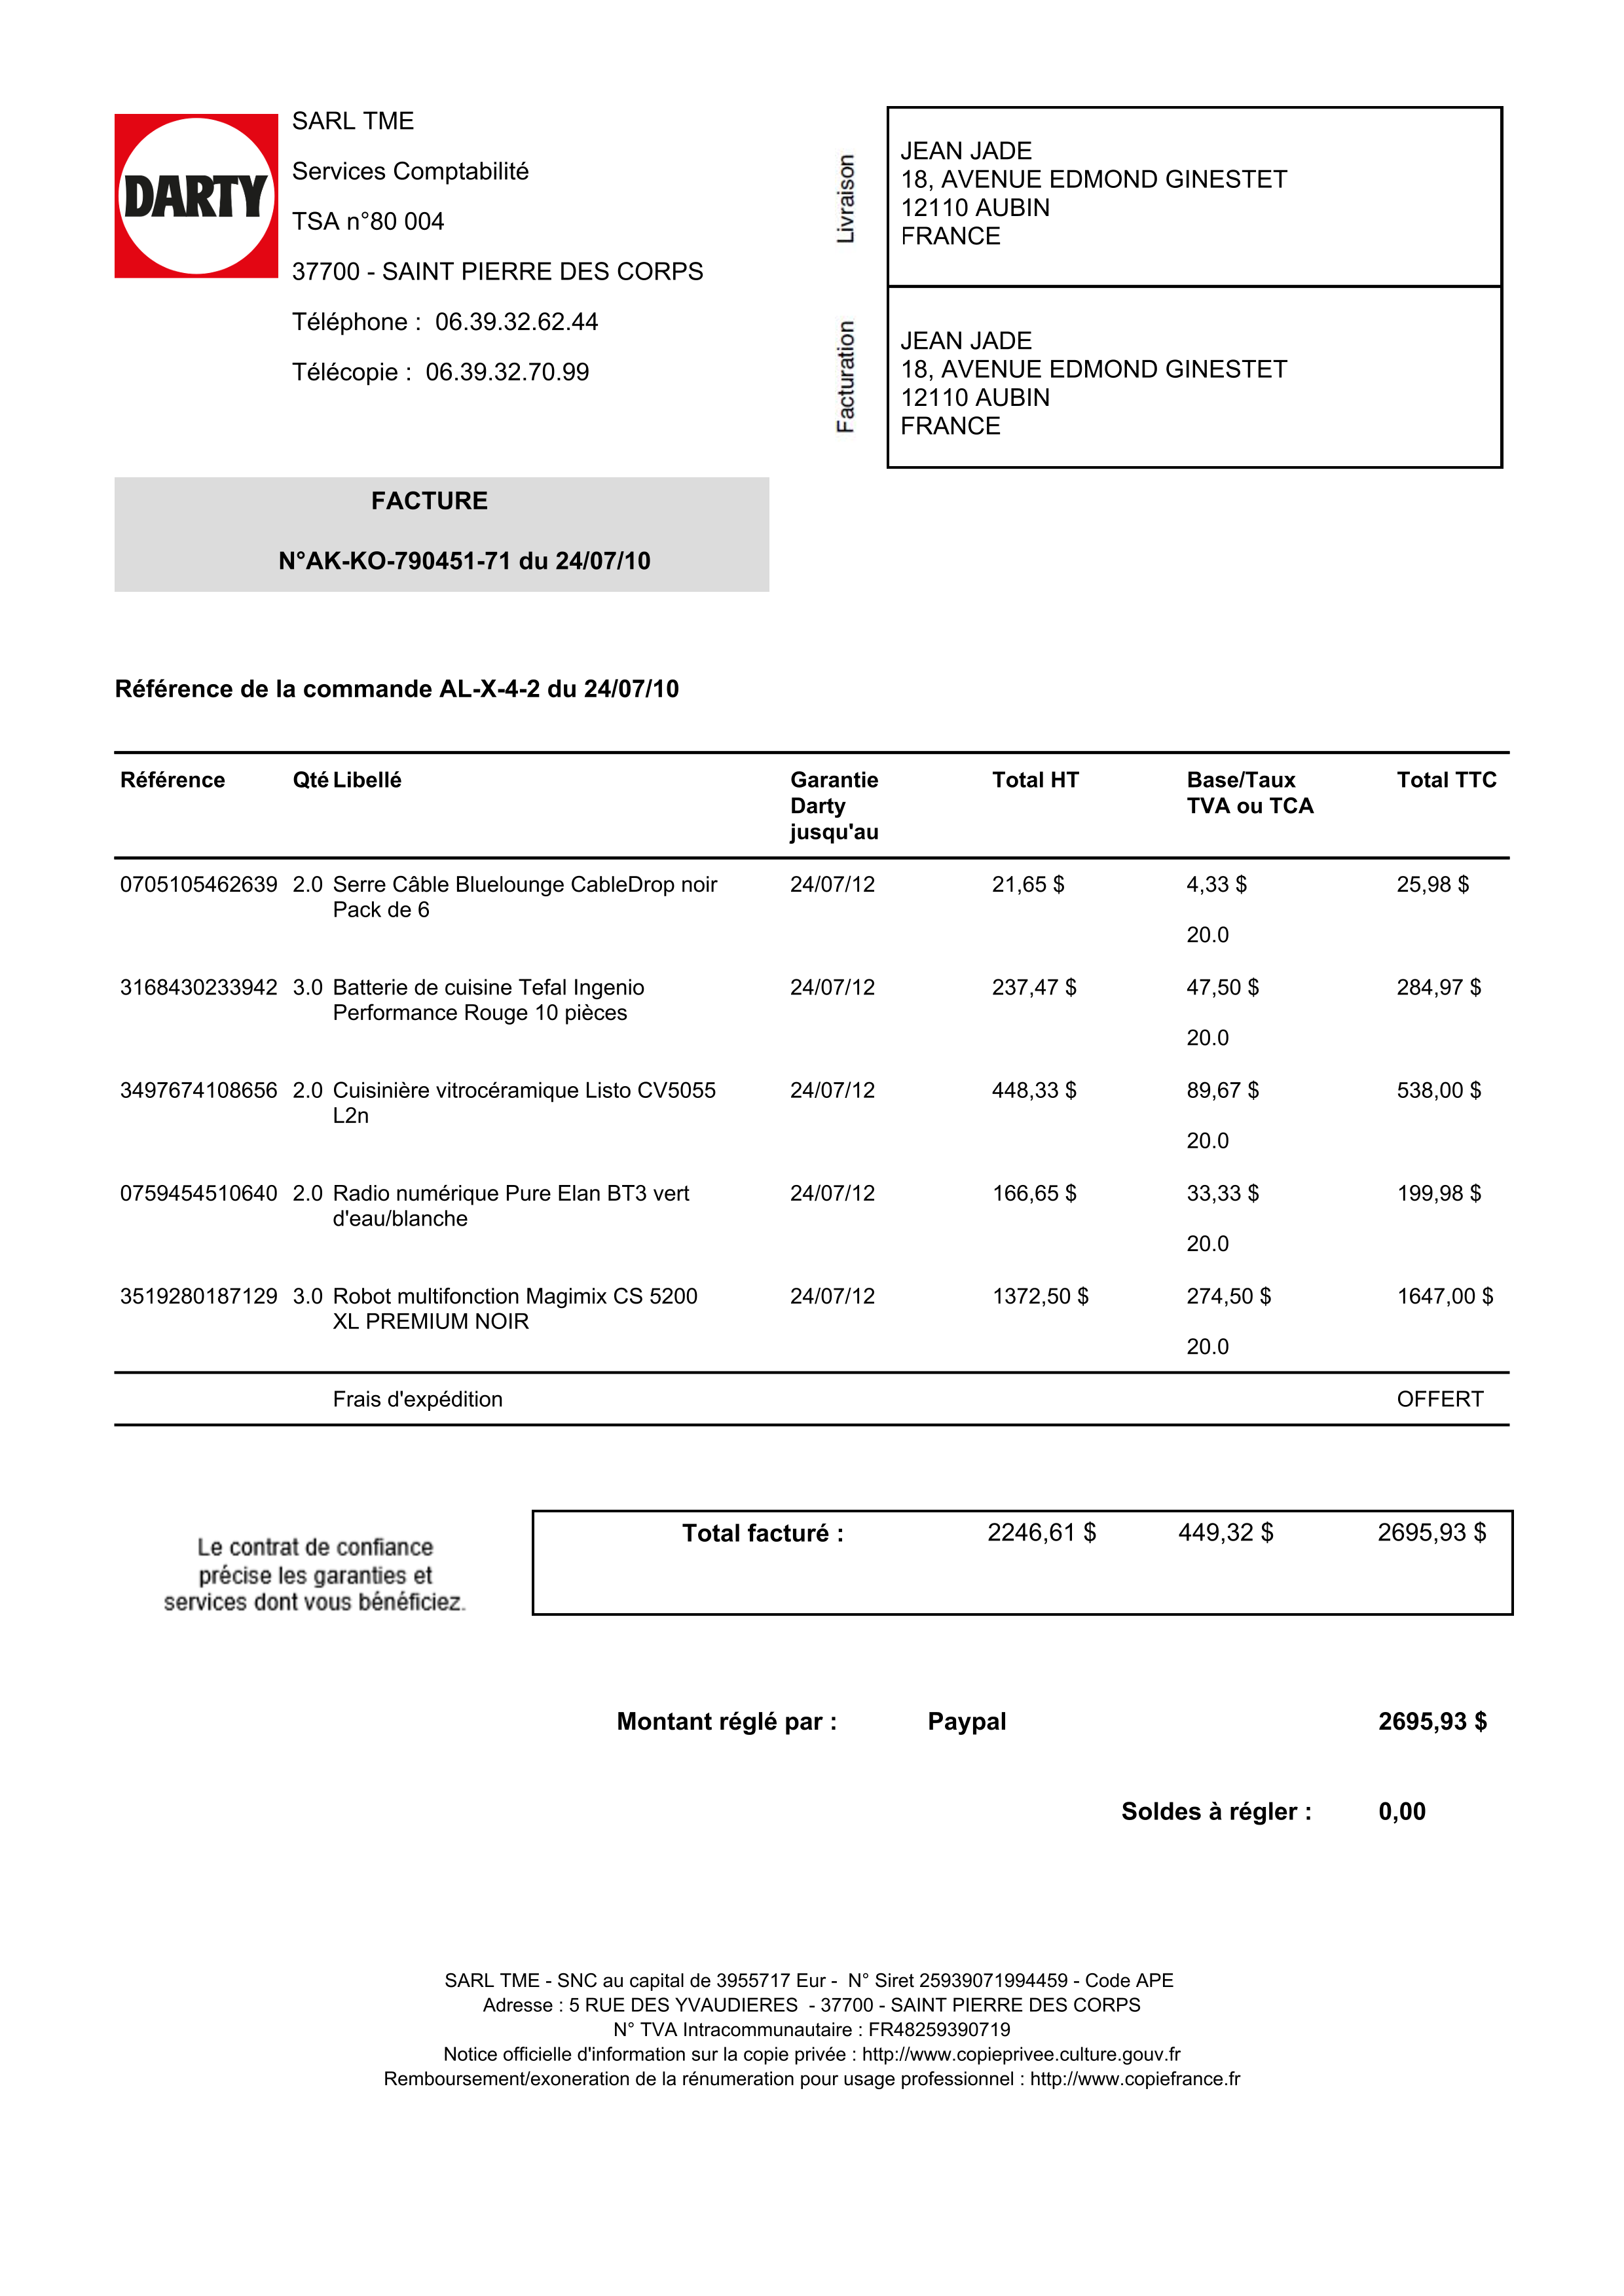 DARTY
SARL TME
Services Comptabilité
TSA n°80 004
37700 - SAINT PIERRE DES CORPS
Téléphone : 06.39.32.62.44
Télécopie : 06.39.32.70.99
Livraison
JEAN JADE
18, AVENUE EDMOND GINESTET
12110 AUBIN
FRANCE
Facturation
JEAN JADE
18, AVENUE EDMOND GINESTET
12110 AUBIN
FRANCE
FACTURE
N°AK-KO-790451-71 du 24/07/10
Référence de la commande AL-X-4-2 du 24/07/10
Référence Qté Libellé Garantie Total HT Base/Taux Total TTC
Darty TVA ou TCA
jusqu'au
0705105462639 2.0 Serre Câble Bluelounge CableDrop noir 24/07/12 21,65 $ 4,33 $ 25,98 $
Pack de 6
20.0
3168430233942 3.0 Batterie de cuisine Tefal Ingenio 24/07/12 237,47 $ 47,50 $ 284,97 $
Performance Rouge 10 pièces
20.0
3497674108656 2.0 Cuisinière vitrocéramique Listo CV5055 24/07/12 448,33 $ 89,67 $ 538,00 $
L2n
20.0
0759454510640 2.0 Radio numérique Pure Elan BT3 vert 24/07/12 166,65 $ 33,33 $ 199,98 $
d'eau/blanche
20.0
3519280187129 3.0 Robot multifonction Magimix CS 5200 24/07/12 1372,50 $ 274,50 $ 1647,00 $
XL PREMIUM NOIR
20.0
Frais d'expédition OFFERT
Le contrat de confiance
précise les garanties et
services dont vous bénéficiez.
Total facturé : 2246,61 $ 449,32 $ 2695,93 $
Montant réglé par : Paypal 2695,93 $
Soldes à régler : 0,00
SARL TME - SNC au capital de 3955717 Eur - N° Siret 25939071994459 - Code APE
Adresse : 5 RUE DES YVAUDIERES - 37700 - SAINT PIERRE DES CORPS
N° TVA Intracommunautaire : FR48259390719
Notice officielle d'information sur la copie privée : http://www.copieprivee.culture.gouv.fr
Remboursement/exoneration de la rénumeration pour usage professionnel : http://www.copiefrance.fr